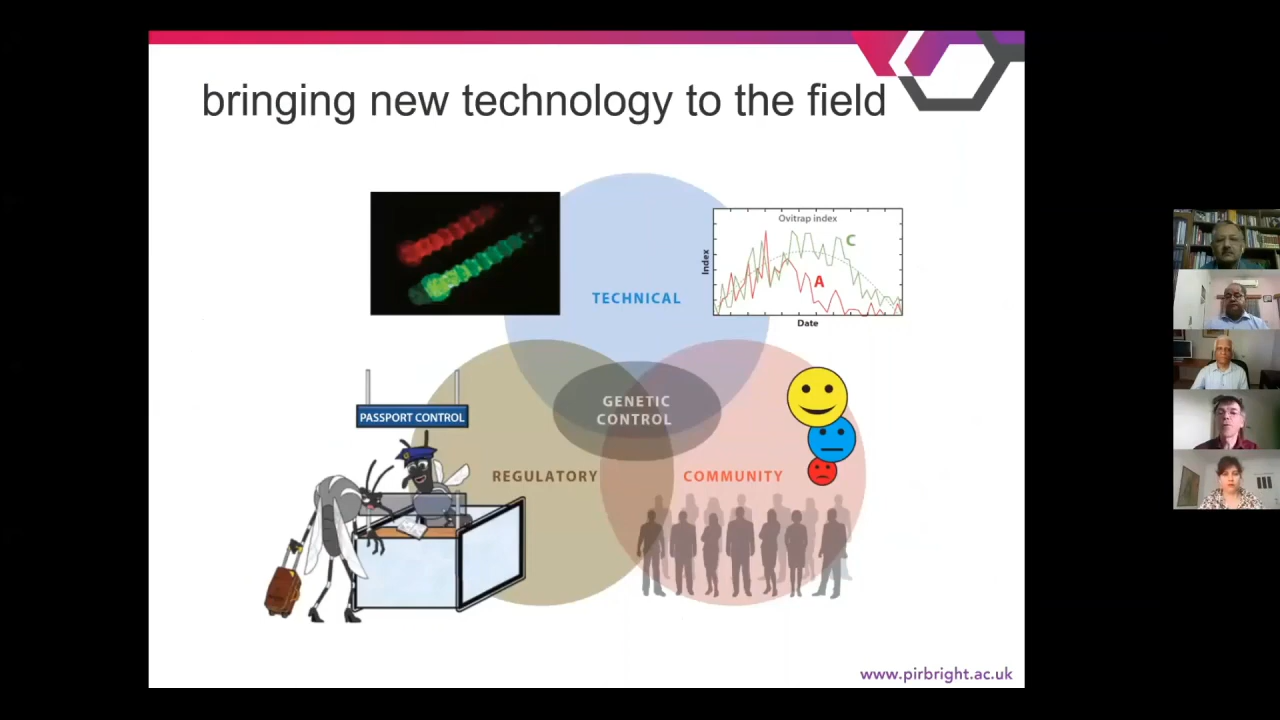 bringing new technology to the field
Ovitrap index
C
Index
A
TECHNICAL
Date
GENETIC
CONTROL
PASSPORT CONTROL
REGULATORY
COMMUNITY
www.pirbright.ac.uk